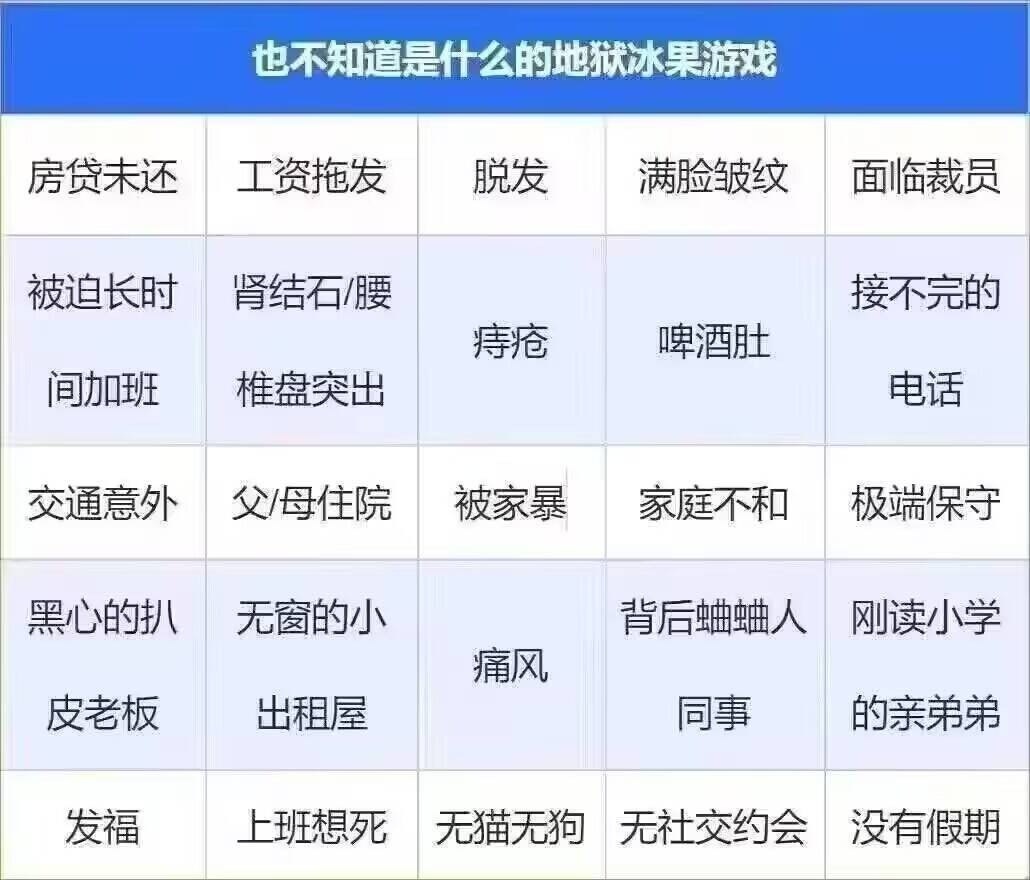 也不知道是什么的地狱冰果游戏
房贷未还 工资拖发 脱发 满脸皱纹 面临裁员
被迫长时间加班 肾结石/腰椎盘突出 痔疮 啤酒肚 接不完的电话
交通意外 父/母住院 被家暴 家庭不和 极端保守
黑心的扒皮老板 无窗的小出租屋 痛风 背后蛐蛐人同事 刚读小学的亲弟弟
发福 上班想死 无猫无狗 无社交约会 没有假期